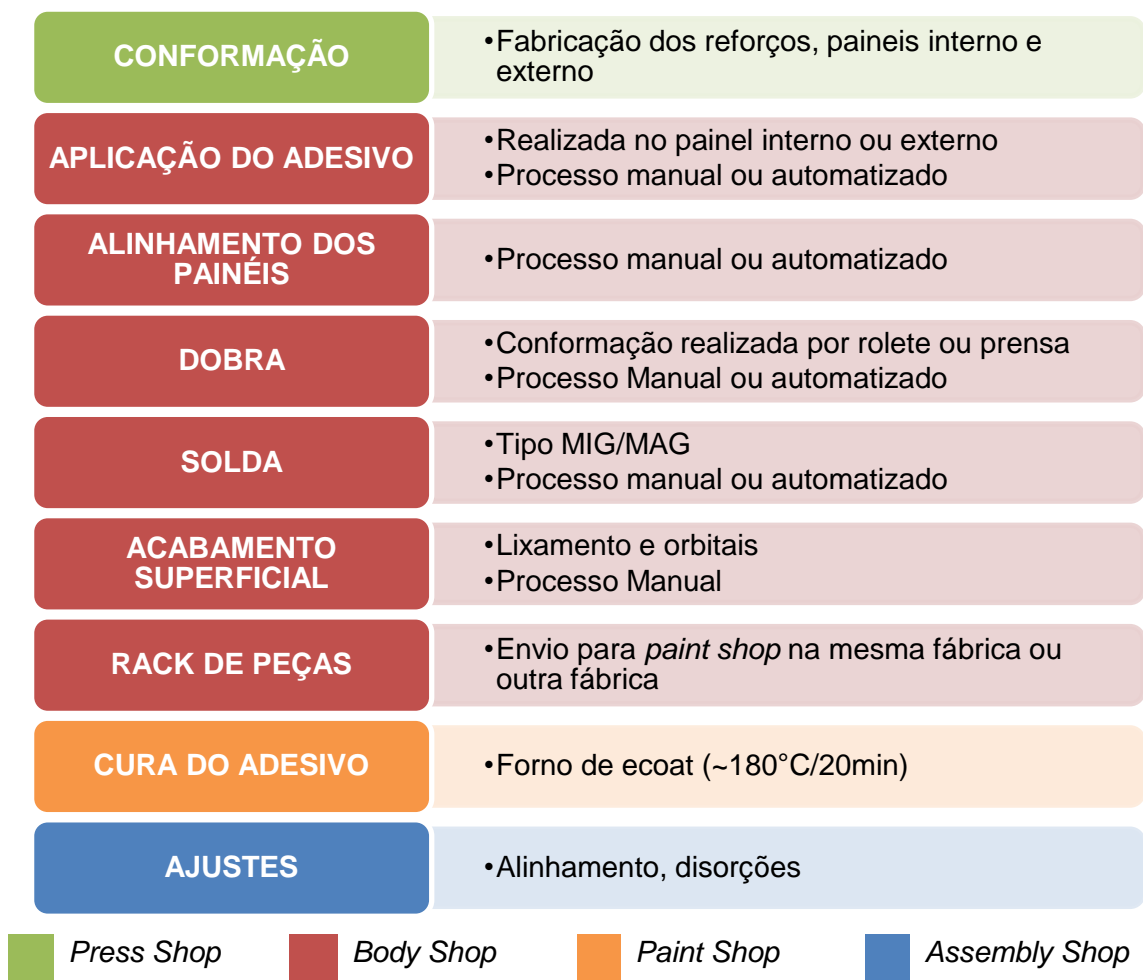 CONFORMAÇÃO
•Fabricação dos reforços, paineis interno e
externo
APLICAÇÃO DO ADESIVO
•Realizada no painel interno ou externo
•Processo manual ou automatizado
ALINHAMENTO DOS
PAINÉIS
•Processo manual ou automatizado
DOBRA
•Conformação realizada por rolete ou prensa
•Processo Manual ou automatizado
SOLDA
•Tipo MIG/MAG
•Processo manual ou automatizado
ACABAMENTO
SUPERFICIAL
•Lixamento e orbitais
•Processo Manual
RACK DE PEÇAS
•Envio para paint shop na mesma fábrica ou
outra fábrica
CURA DO ADESIVO
•Forno de ecoat (~180°C/20min)
AJUSTES
•Alinhamento, disorções
Press Shop Body Shop Paint Shop Assembly Shop